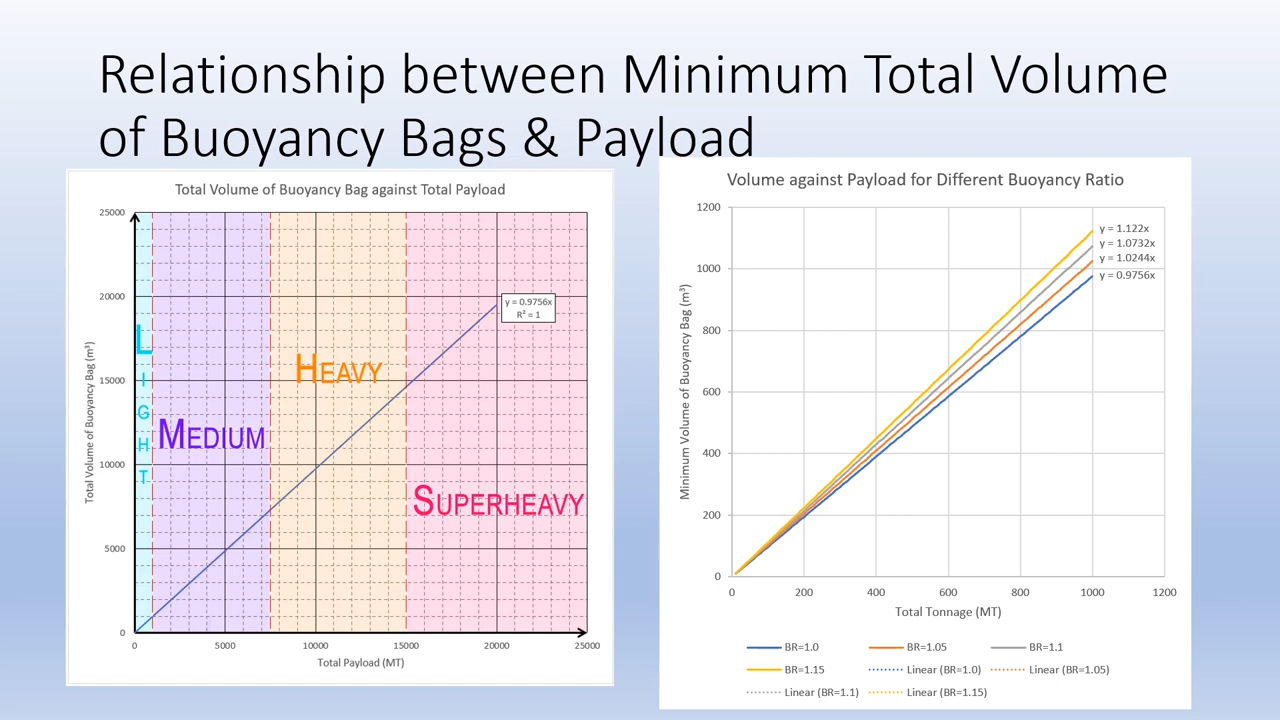 Relationship between Minimum Total Volume
of Buoyancy Bags & Payload
Total Volume of Buoyancy Bag against Total Payload
Total Volume of Buoyancy Bag (m³)
25000
20000
15000
10000
5000
0
0 5000 10000 15000 20000 25000
Total Payload (MT)
LIGHT
MEDIUM
HEAVY
SUPERHEAVY
y = 0.9756x
R² = 1
Volume against Payload for Different Buoyancy Ratio
Minimum Volume of Buoyancy Bag (m³)
1200
1000
800
600
400
200
0
0 200 400 600 800 1000 1200
Total Tonnage (MT)
y = 1.122x
y = 1.0732x
y = 1.0244x
y = 0.9756x
BR=1.0 BR=1.05 BR=1.1
BR=1.15 Linear (BR=1.0) Linear (BR=1.05)
Linear (BR=1.1) Linear (BR=1.15)